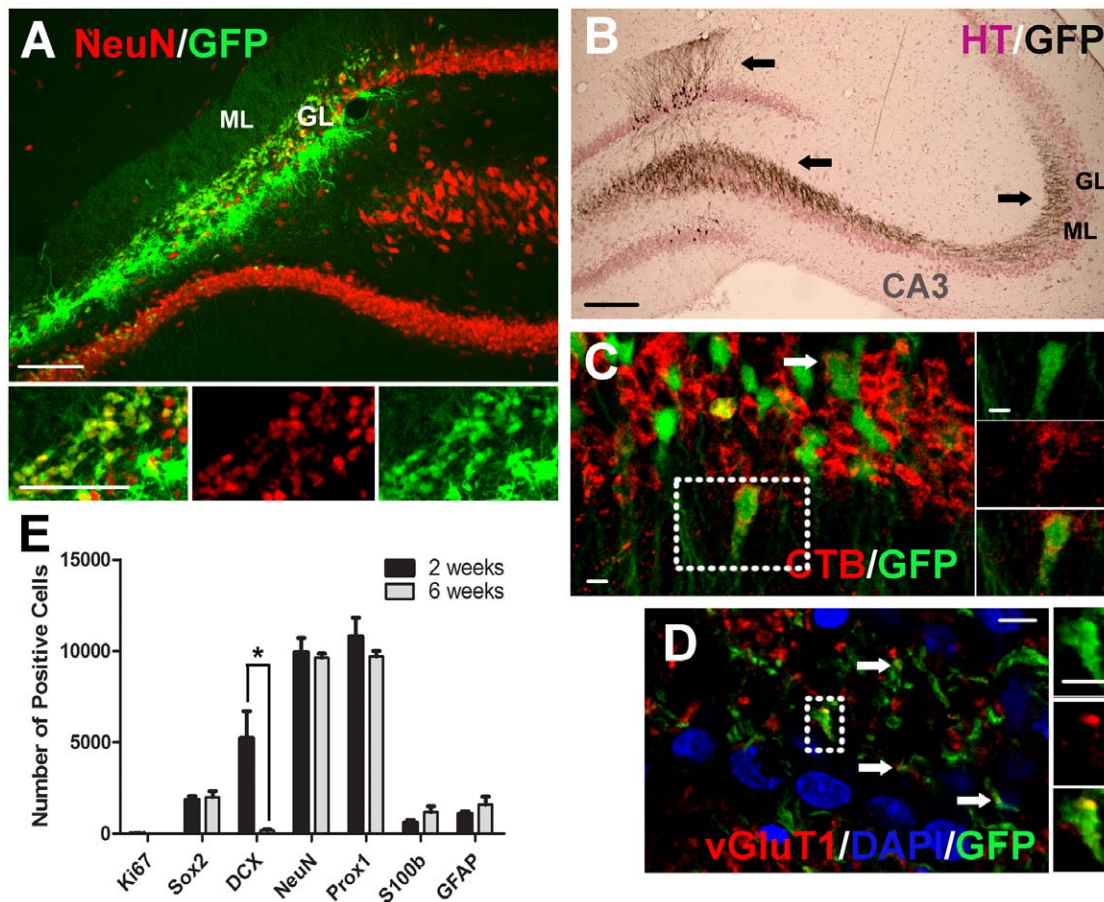 A NeuN/GFP
ML GL
B HT/GFP
GL
ML
CA3
C
CTB/GFP
D
vGluT1/DAPI/GFP
E
Number of Positive Cells
15000
10000
5000
0
2 weeks
6 weeks
*
Ki67 Sox2 DCX NeuN Prox1 S100b GFAP